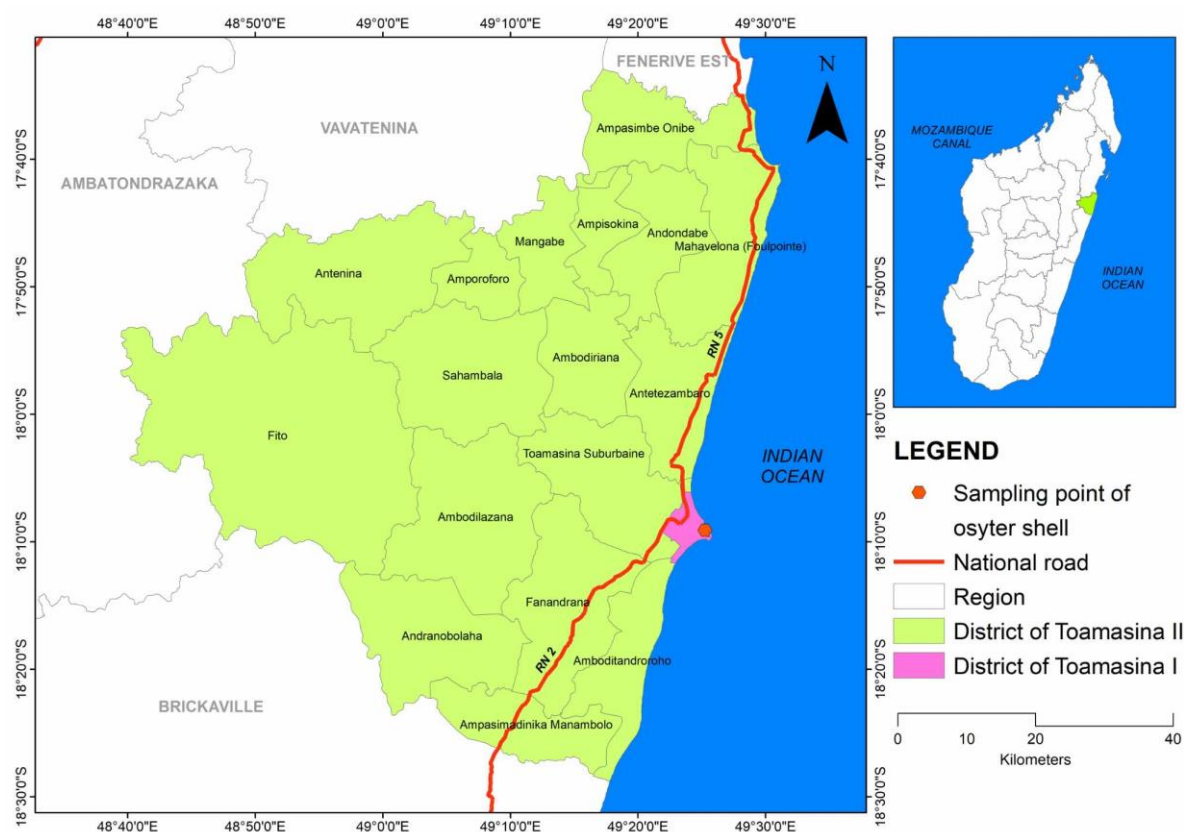 48°40'0"E
48°50'0"E
49°0'0"E
49°10'0"E
49°20'0"E
49°30'0"E
17°40'0"S
17°50'0"S
18°0'0"S
18°10'0"S
18°20'0"S
18°30'0"S
FENERIVE EST
N
VAVATENINA
Ampasimbe Onibe
AMBATONDRAZAKA
Ampisokina
Andondabe
Mangabe
Mahavelona (Foulpointe)
Antenina
Amporoforo
RN 5
Ambodiriana
Sahambala
Antetezambaro
Fito
Toamasina Suburbaine
INDIAN
OCEAN
Ambodilazana
Fanandrana
Andranobolaha
RN 2
Amboditandroroho
BRICKAVILLE
Ampasimadinika Manambolo
17°40'0"S
17°50'0"S
18°0'0"S
18°10'0"S
18°20'0"S
18°30'0"S
48°40'0"E
48°50'0"E
49°0'0"E
49°10'0"E
49°20'0"E
49°30'0"E
MOZAMBIQUE
CANAL
INDIAN
OCEAN
LEGEND
Sampling point of
osyter shell
National road
Region
District of Toamasina II
District of Toamasina I
0 10 20 40
Kilometers